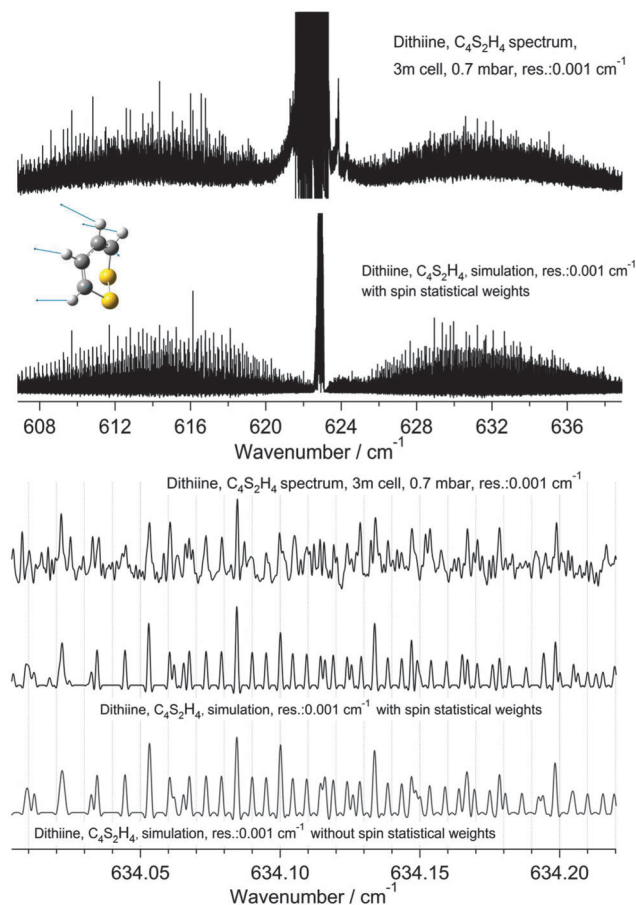 Dithiine, C₄S₂H₄ spectrum,
3m cell, 0.7 mbar, res.:0.001 cm⁻¹
Dithiine, C₄S₂H₄, simulation, res.:0.001 cm⁻¹
with spin statistical weights
608 612 616 620 624 628 632 636
Wavenumber / cm⁻¹
Dithiine, C₄S₂H₄ spectrum, 3m cell, 0.7 mbar, res.:0.001 cm⁻¹
Dithiine, C₄S₂H₄, simulation, res.:0.001 cm⁻¹ with spin statistical weights
Dithiine, C₄S₂H₄, simulation, res.:0.001 cm⁻¹ without spin statistical weights
634.05 634.10 634.15 634.20
Wavenumber / cm⁻¹